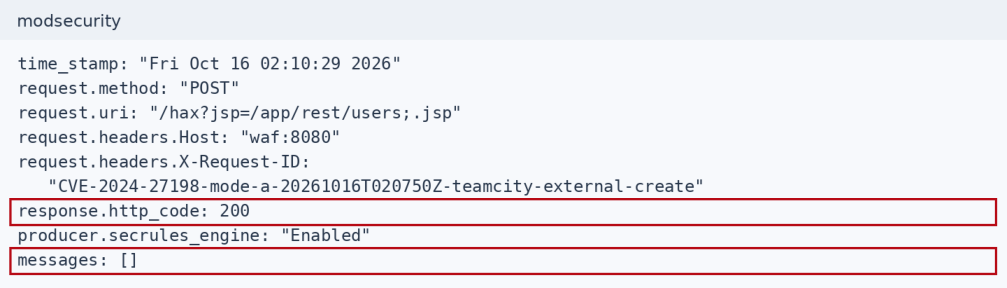 modsecurity
time_stamp: "Fri Oct 16 02:10:29 2026"
request.method: "POST"
request.uri: "/hax?jsp=/app/rest/users;.jsp"
request.headers.Host: "waf:8080"
request.headers.X-Request-ID:
"CVE-2024-27198-mode-a-20261016T020750Z-teamcity-external-create"
response.http_code: 200
producer.secrules_engine: "Enabled"
messages: []